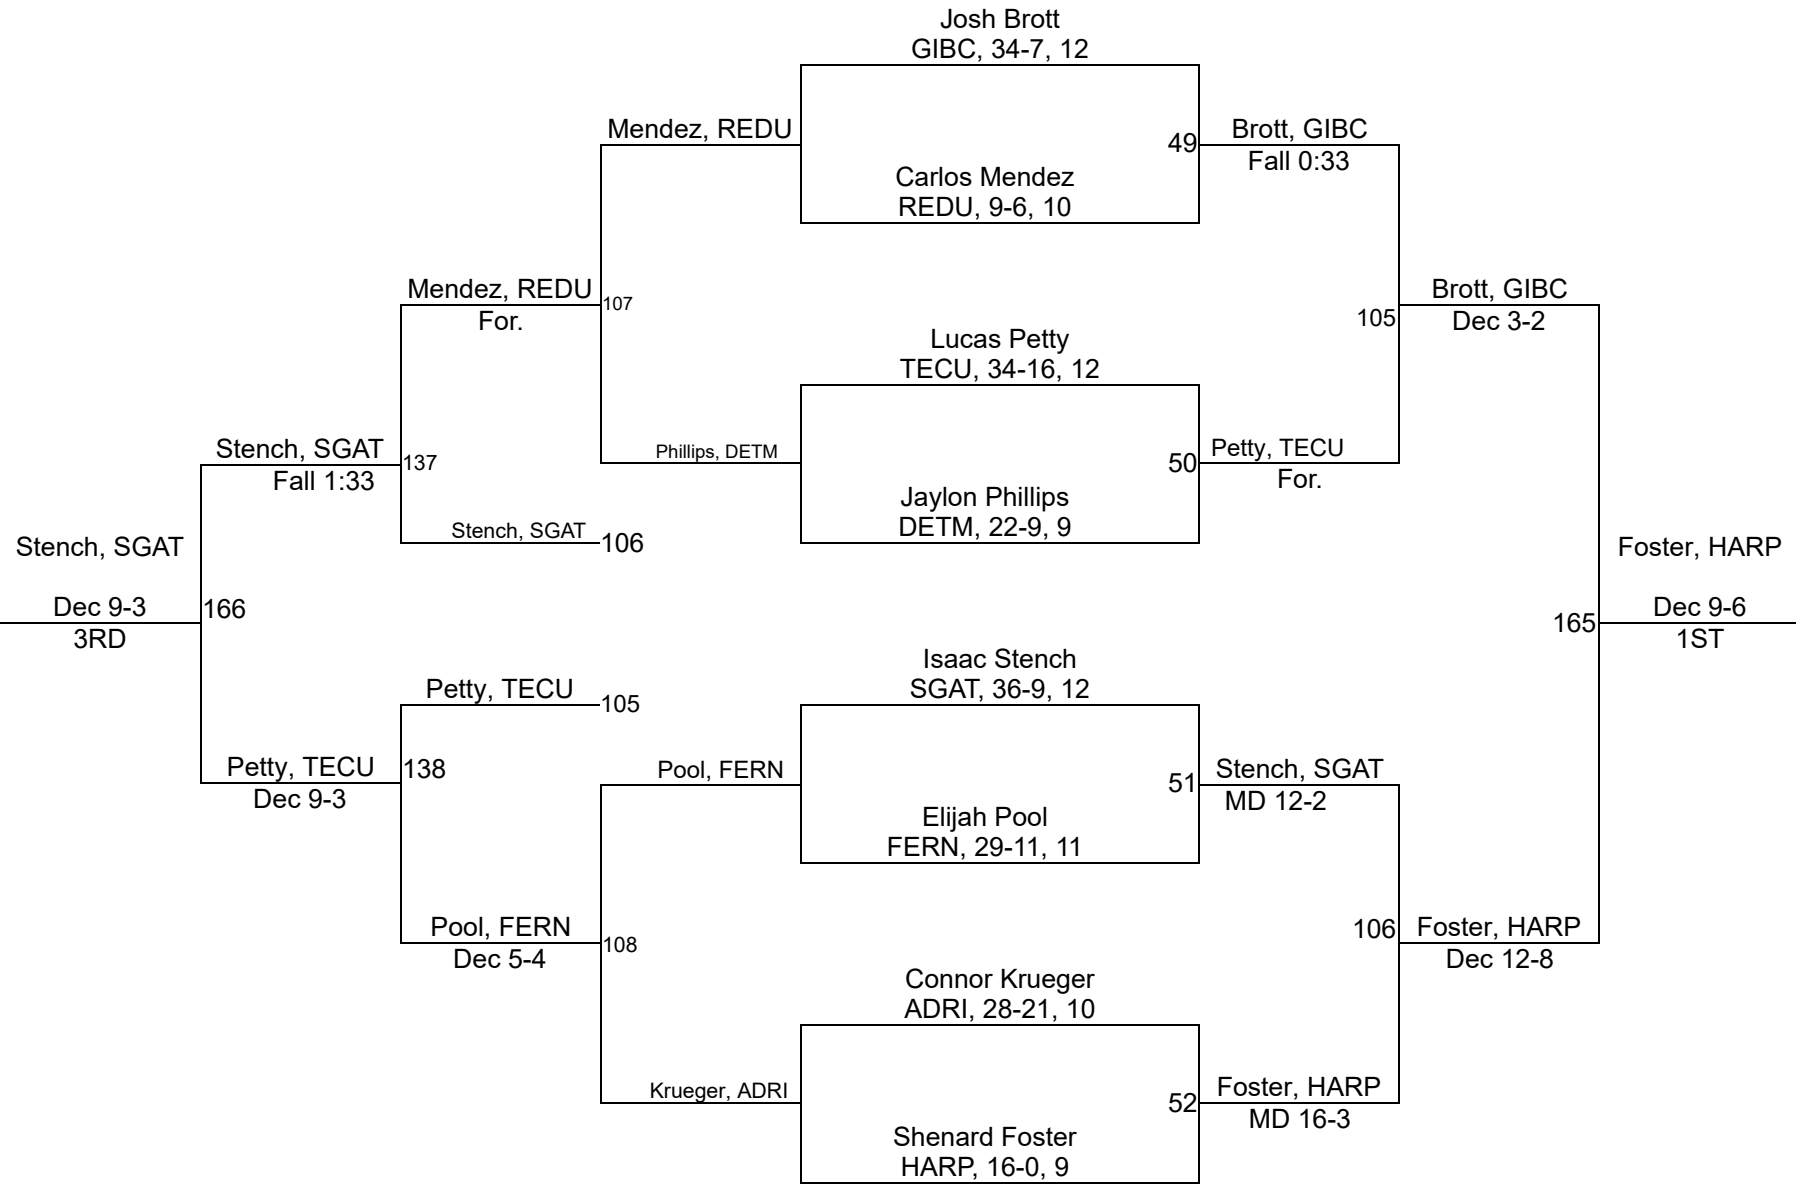 Josh Brott
GIBC, 34-7, 12
Mendez, REDU
49
Brott, GIBC
Fall 0:33
Carlos Mendez
REDU, 9-6, 10
Mendez, REDU
For.
107
Brott, GIBC
Dec 3-2
105
Lucas Petty
TECU, 34-16, 12
Stench, SGAT
Fall 1:33
137
Phillips, DETM
50
Petty, TECU
For.
Jaylon Phillips
DETM, 22-9, 9
Stench, SGAT
106
Stench, SGAT
Dec 9-3
3RD
166
Foster, HARP
Dec 9-6
1ST
165
Isaac Stench
SGAT, 36-9, 12
Petty, TECU
105
Petty, TECU
Dec 9-3
138
Pool, FERN
51
Stench, SGAT
MD 12-2
Elijah Pool
FERN, 29-11, 11
Pool, FERN
Dec 5-4
108
106
Foster, HARP
Dec 12-8
Connor Krueger
ADRI, 28-21, 10
Krueger, ADRI
52
Foster, HARP
MD 16-3
Shenard Foster
HARP, 16-0, 9